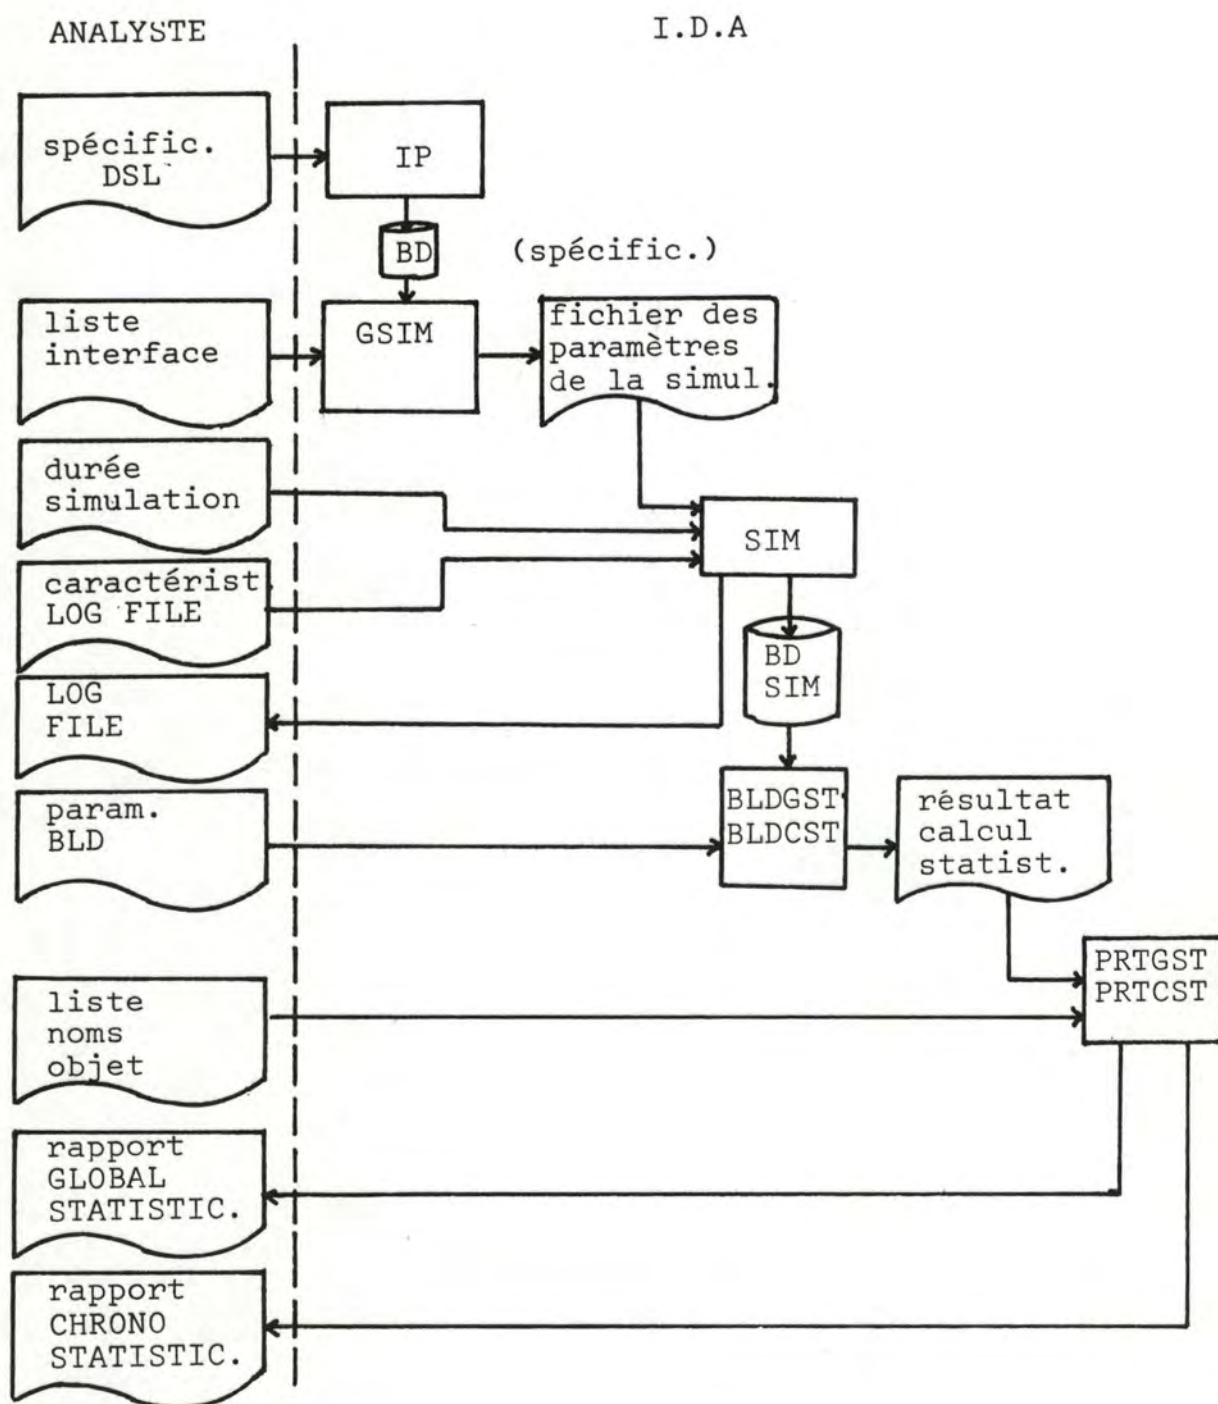 ANALYSTE
I.D.A
spécific.
DSL
IP
BD
(spécific.)
liste
interface
GSIM
fichier des
paramètres
de la simul.
durée
simulation
SIM
caractérist.
LOG FILE
BD
SIM
LOG
FILE
param.
BLD
BLDGST
BLDCST
résultat
calcul
statist.
liste
noms
objet
PRTGST
PRTCST
rapport
GLOBAL
STATISTIC.
rapport
CHRONO
STATISTIC.